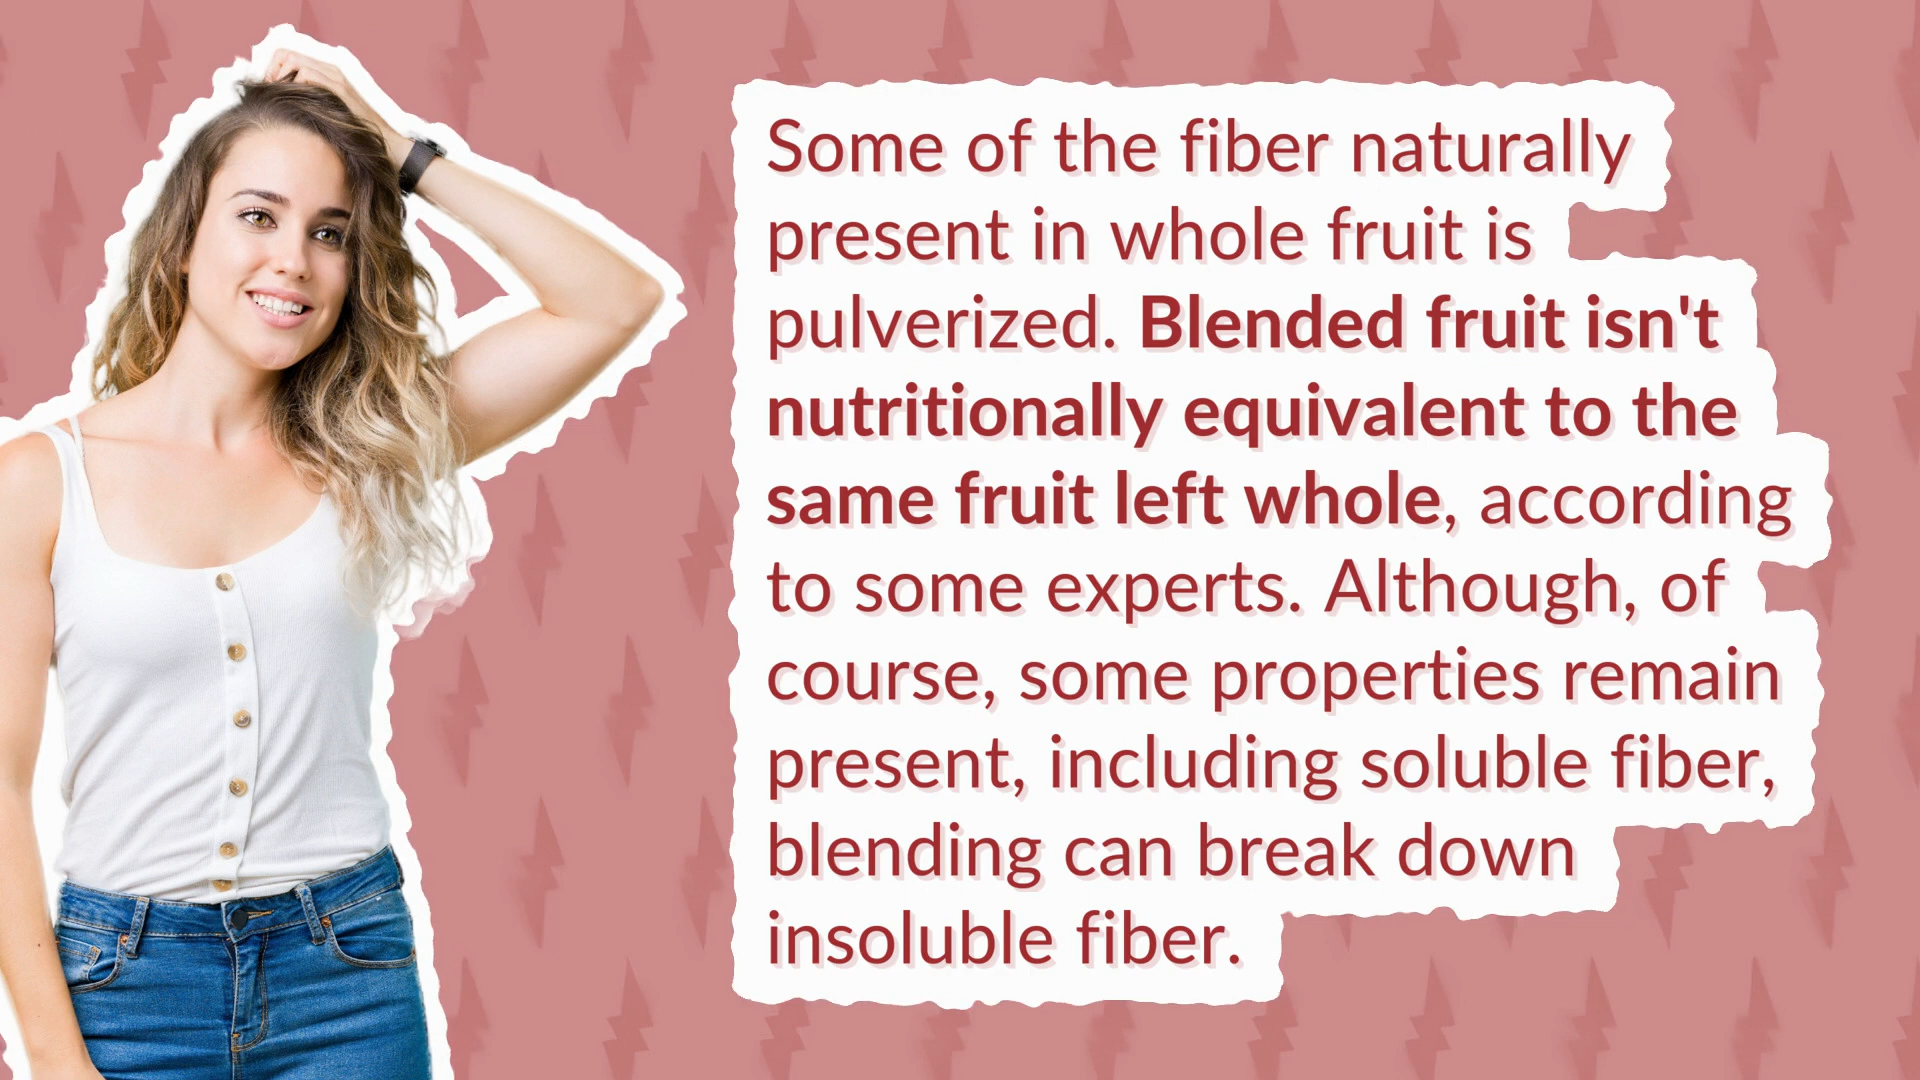 Some of the fiber naturally
present in whole fruit is
pulverized. Blended fruit isn't
nutritionally equivalent to the
same fruit left whole, according
to some experts. Although, of
course, some properties remain
present, including soluble fiber,
blending can break down
insoluble fiber.